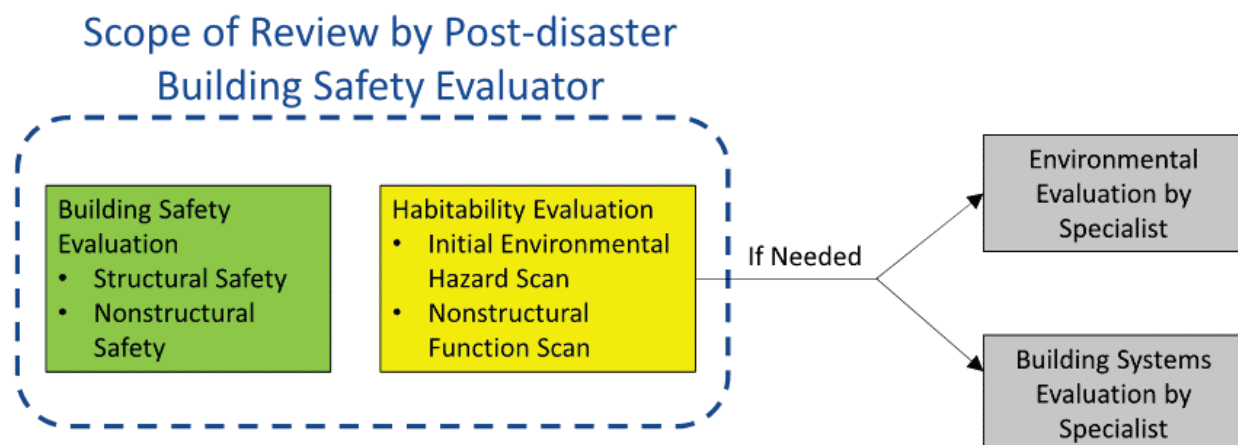 Scope of Review by Post-disaster
Building Safety Evaluator
Building Safety
Evaluation
• Structural Safety
• Nonstructural
Safety
Habitability Evaluation
• Initial Environmental
Hazard Scan
• Nonstructural
Function Scan
If Needed
Environmental
Evaluation by
Specialist
Building Systems
Evaluation by
Specialist